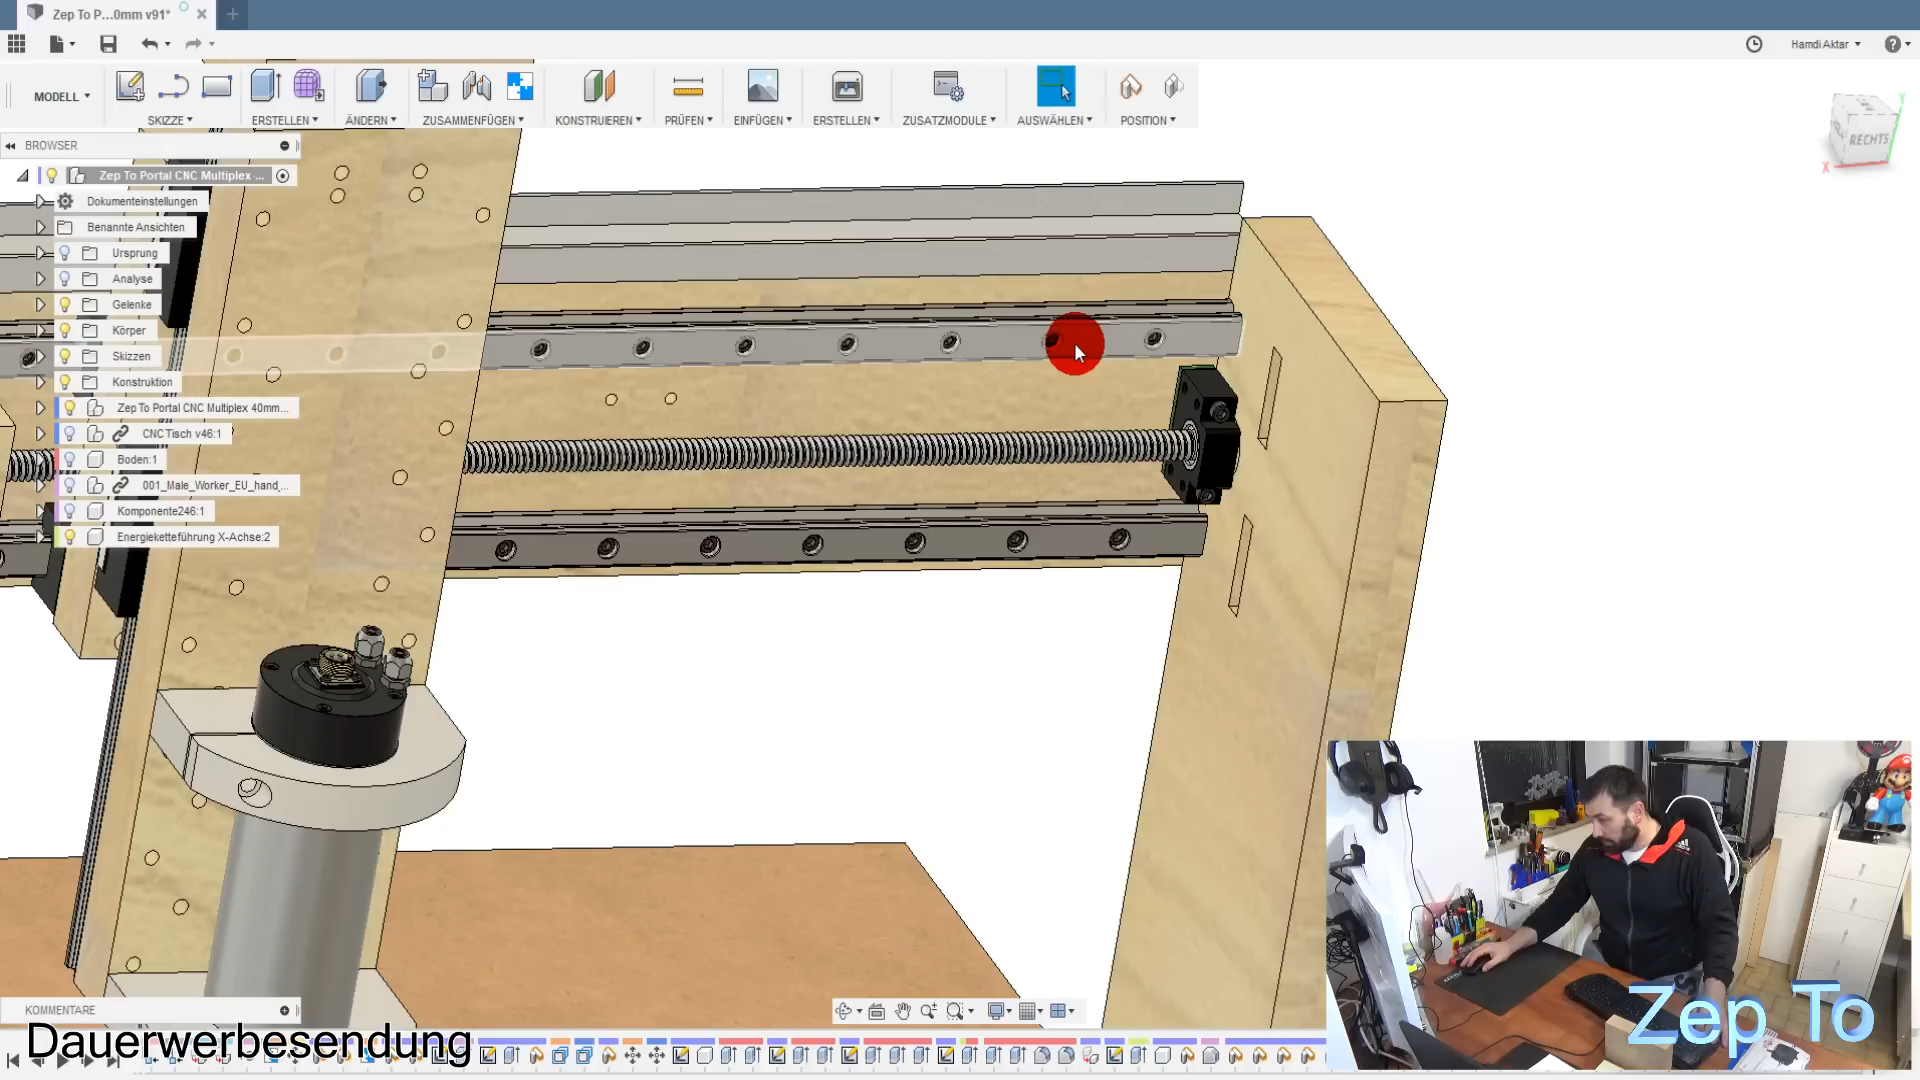 Zep To P...0mm v91*
Hamdi Aktar
MODELL
SKIZZE
ERSTELLEN
ÄNDERN
ZUSAMMENFÜGEN
KONSTRUIEREN
PRÜFEN
EINFÜGEN
ERSTELLEN
ZUSATZMODULE
AUSWÄHLEN
POSITION
RECHTS
X
Y
BROWSER
Zep To Portal CNC Multiplex ...
Dokumenteinstellungen
Benannte Ansichten
Ursprung
Analyse
Gelenke
Körper
Skizzen
Konstruktion
Zep To Portal CNC Multiplex 40mm...
CNC Tisch v46:1
Boden:1
001_Male_Worker_EU_hand_...
Komponente246:1
Energieketteführung X-Achse:2
KOMMENTARE
Dauerwerbesendung
Zep To